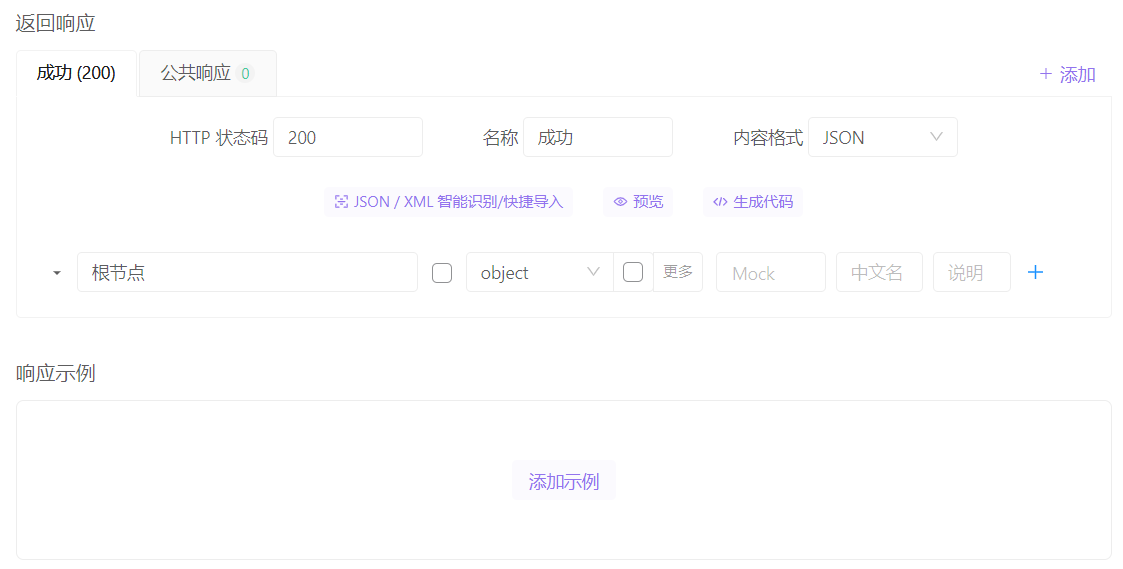 返回响应
成功 (200) 公共响应 0 + 添加
HTTP 状态码 200 名称 成功 内容格式 JSON
JSON / XML 智能识别/快捷导入 预览 生成代码
根节点 object 更多 Mock 中文名 说明 +
响应示例
添加示例